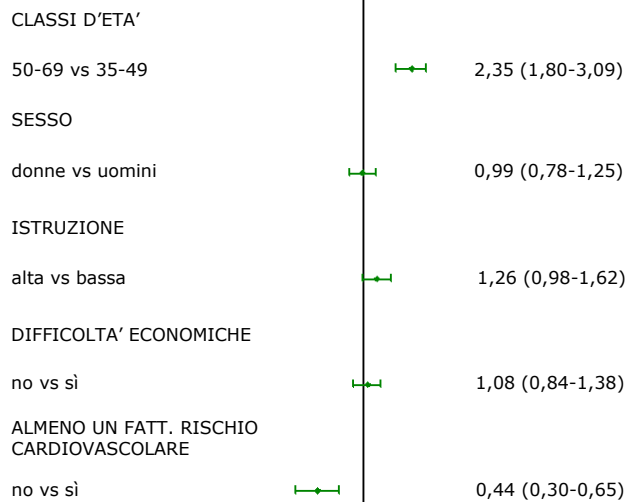 CLASSI D'ETA'
50-69 vs 35-49 2,35 (1,80-3,09)
SESSO
donne vs uomini 0,99 (0,78-1,25)
ISTRUZIONE
alta vs bassa 1,26 (0,98-1,62)
DIFFICOLTA' ECONOMICHE
no vs sì 1,08 (0,84-1,38)
ALMENO UN FATT. RISCHIO
CARDIOVASCOLARE
no vs sì 0,44 (0,30-0,65)